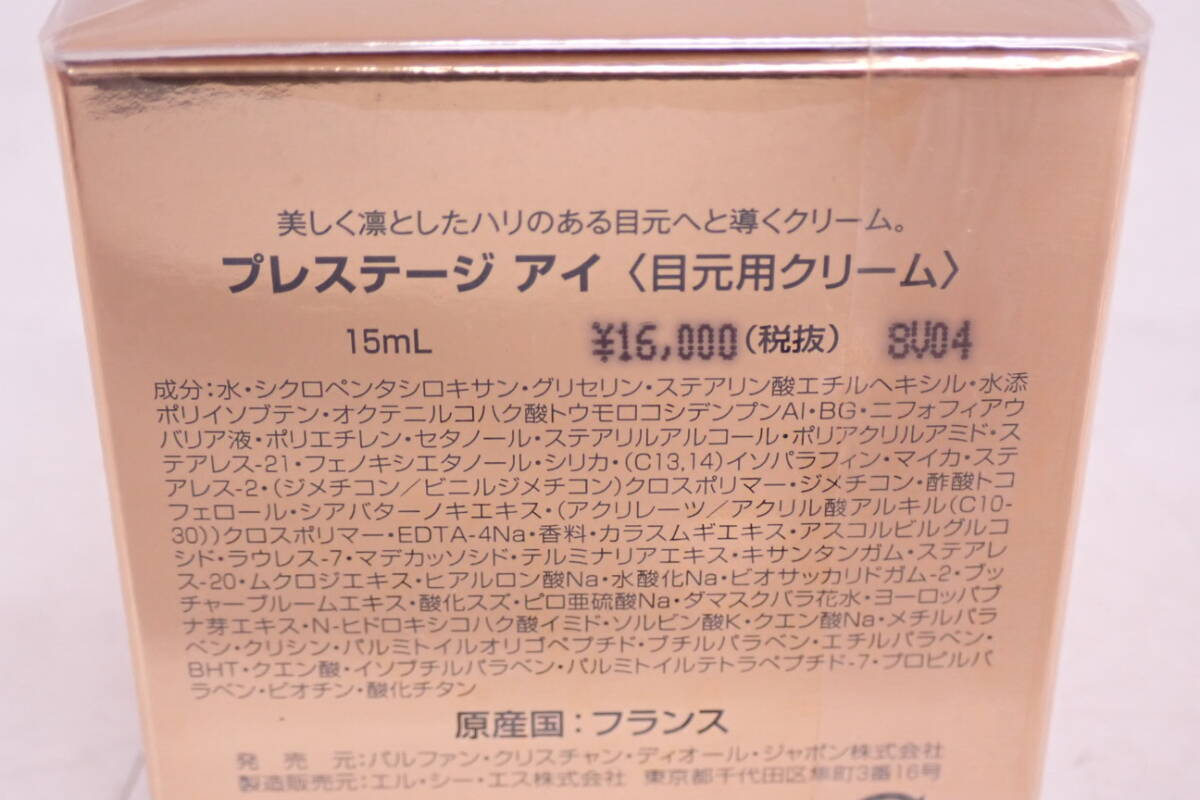 美しく凛としたハリのある目元へと導くクリーム。
プレステージ アイ〈目元用クリーム〉
15mL ¥16,000(税抜) 8V04
成分:水・シクロペンタシロキサン・グリセリン・ステアリン酸エチルヘキシル・水添
ポリイソブテン・オクテニルコハク酸トウモロコシデンプンAl・BG・ニフォフィアウ
バリア液・ポリエチレン・セタノール・ステアリルアルコール・ポリアクリルアミド・ス
テアレス-21・フェノキシエタノール・シリカ・(C13,14)イソパラフィン・マイカ・ステ
アレス-2・(ジメチコン/ビニルジメチコン)クロスポリマー・ジメチコン・酢酸トコ
フェロール・シアバターノキエキス・(アクリレーツ/アクリル酸アルキル(C10-
30))クロスポリマー・EDTA-4Na・香料・カラスムギエキス・アスコルビルグルコ
シド・ラウレス-7・マデカッソシド・テルミナリアエキス・キサンタンガム・ステアレ
ス-20・ムクロジエキス・ヒアルロン酸Na・水酸化Na・ビオサッカリドガム-2・ブッ
チャーブルームエキス・酸化スズ・ピロ亜硫酸Na・ダマスクバラ花水・ヨーロッパブ
ナ芽エキス・N-ヒドロキシコハク酸イミド・ソルビン酸K・クエン酸Na・メチルパラ
ベン・クリシン・パルミトイルオリゴペプチド・ブチルパラベン・エチルパラベン・
BHT・クエン酸・イソブチルパラベン・パルミトイルテトラペプチド-7・プロピルパ
ラベン・ビオチン・酸化チタン
原産国:フランス
発売元:パルファン・クリスチャン・ディオール・ジャポン株式会社
製造販売元:エル・シー・エス株式会社 東京都千代田区隼町3番16号